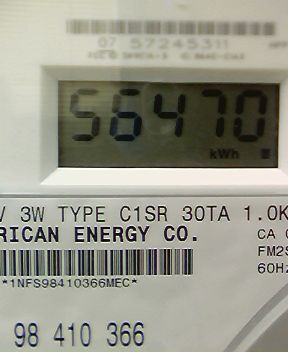 07 57245311
56470
kWh
V 3W TYPE C1SR 30TA 1.0K
RICAN ENERGY CO.
CA
FM2S
60Hz
*1NFS98410366MEC*
98 410 366